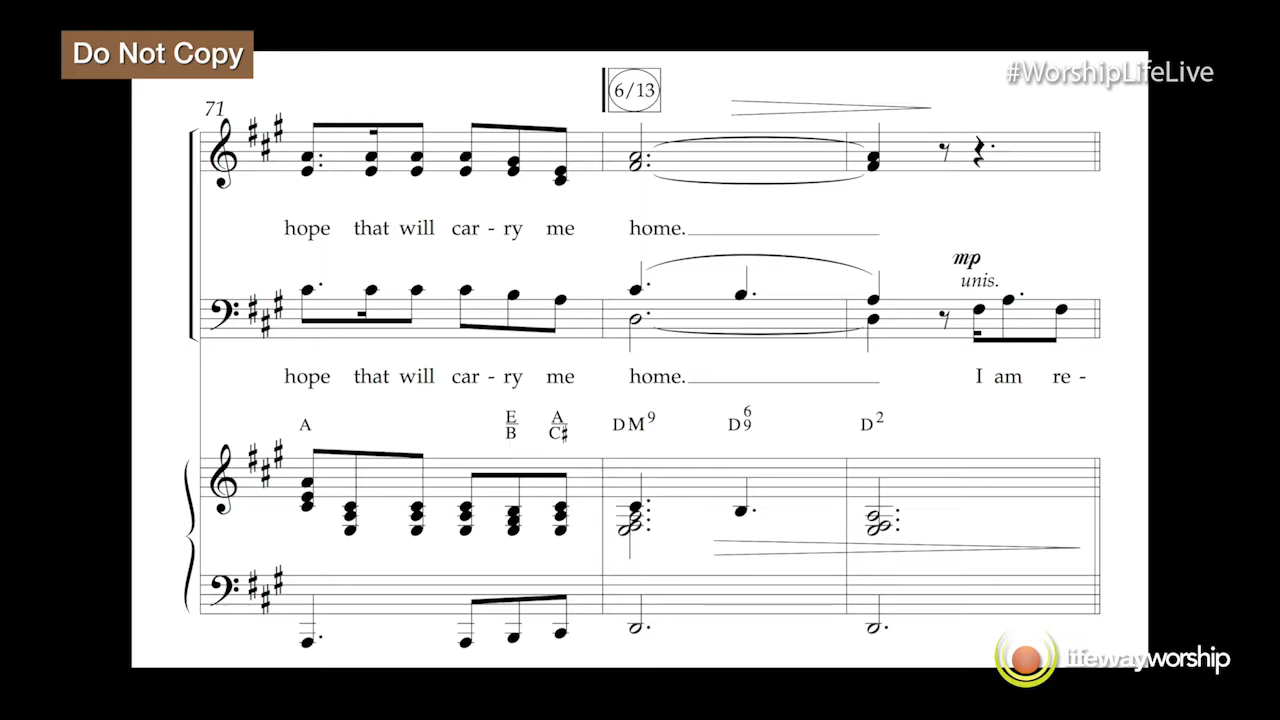 Do Not Copy
#WorshipLifeLive
6/13
71
hope that will car - ry me home.
mp
unis.
hope that will car - ry me home. I am re -
A E/B A/C# DM9 D6/9 D2
lifewayworship